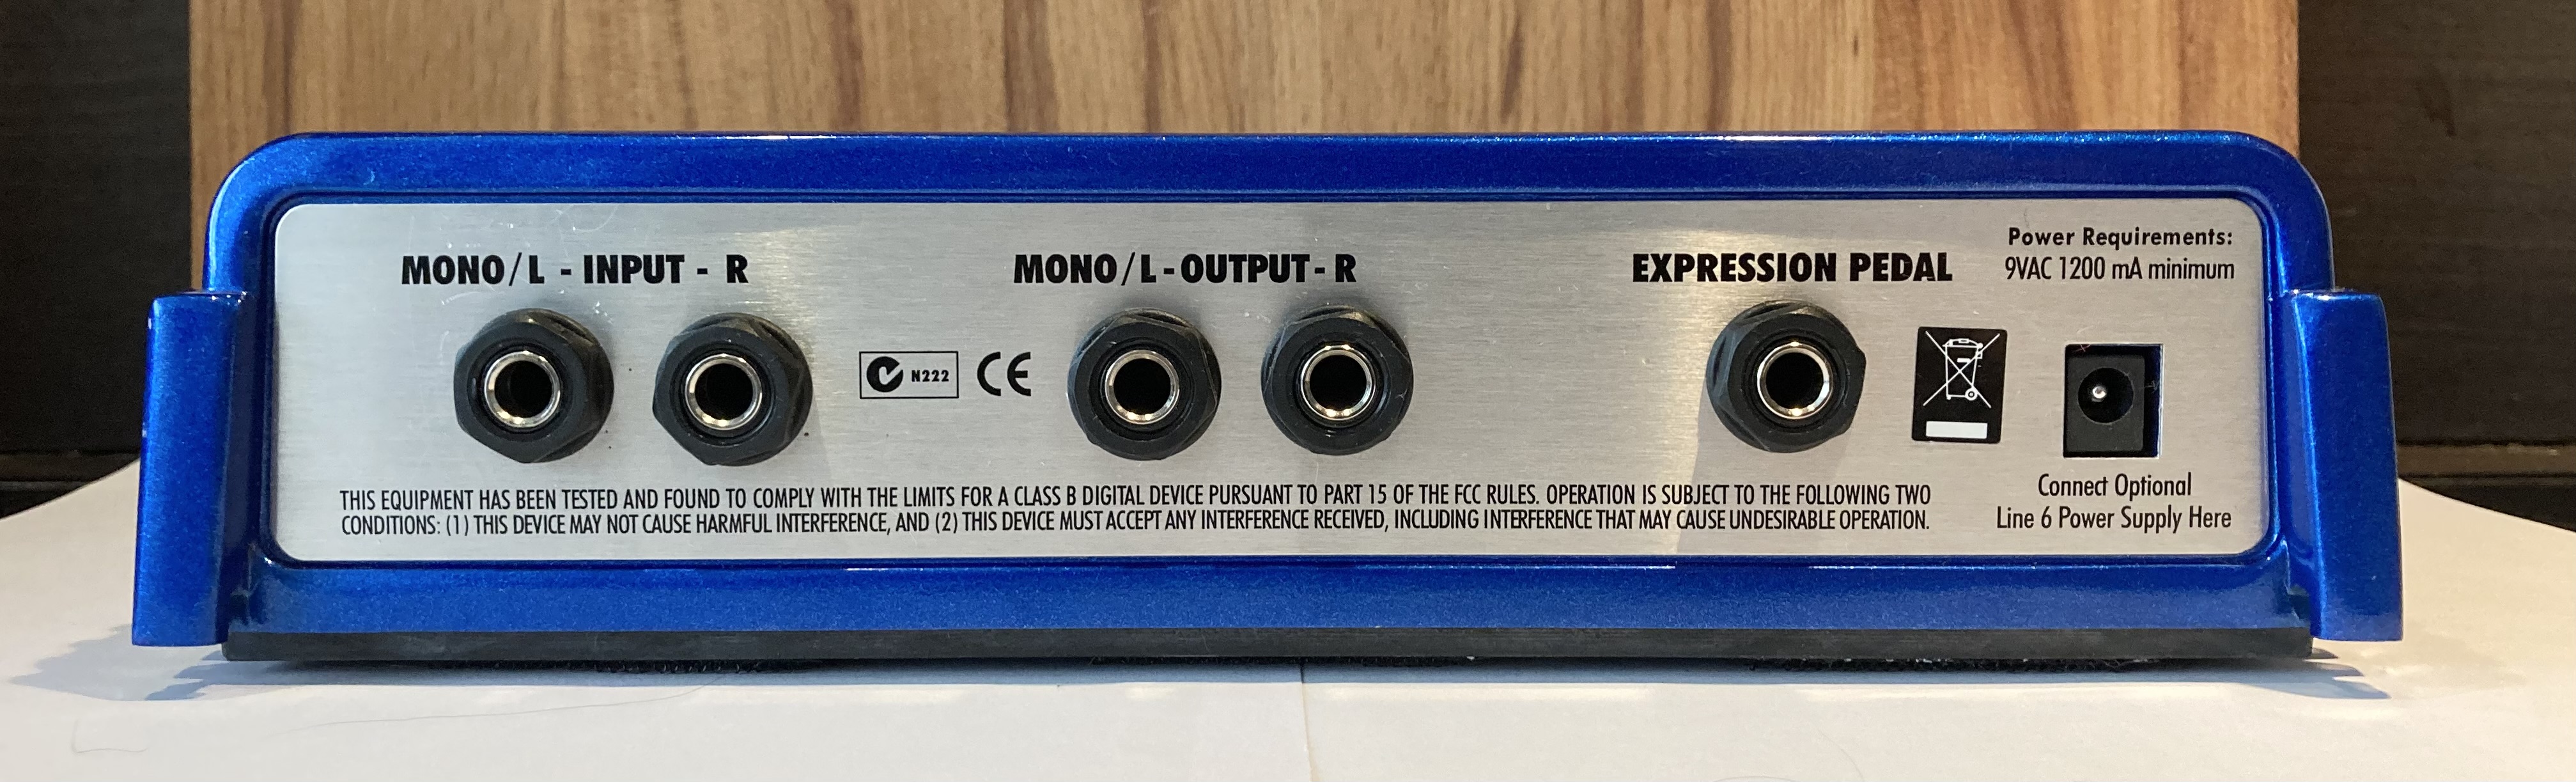 MONO/L - INPUT - R
MONO/L-OUTPUT-R
EXPRESSION PEDAL
Power Requirements:
9VAC 1200 mA minimum
N222
CE
THIS EQUIPMENT HAS BEEN TESTED AND FOUND TO COMPLY WITH THE LIMITS FOR A CLASS B DIGITAL DEVICE PURSUANT TO PART 15 OF THE FCC RULES. OPERATION IS SUBJECT TO THE FOLLOWING TWO
CONDITIONS: (1) THIS DEVICE MAY NOT CAUSE HARMFUL INTERFERENCE, AND (2) THIS DEVICE MUST ACCEPT ANY INTERFERENCE RECEIVED, INCLUDING INTERFERENCE THAT MAY CAUSE UNDESIRABLE OPERATION.
Connect Optional
Line 6 Power Supply Here